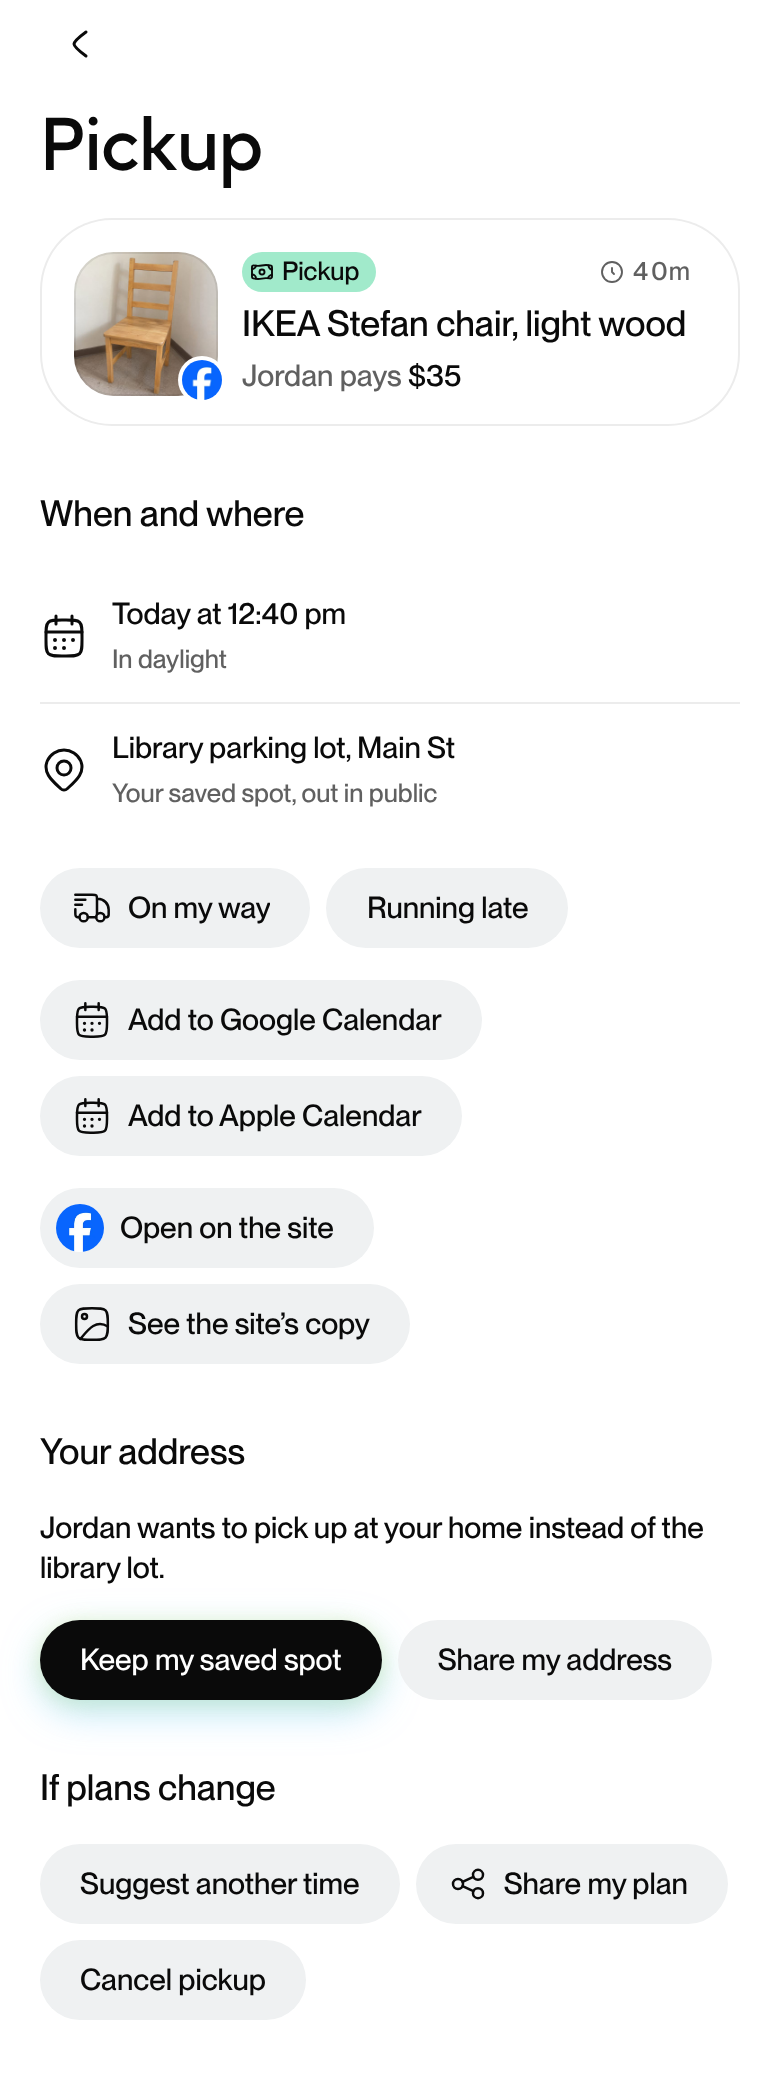 Pickup
Pickup
40m
IKEA Stefan chair, light wood
Jordan pays $35
When and where
Today at 12:40 pm
In daylight
Library parking lot, Main St
Your saved spot, out in public
On my way
Running late
Add to Google Calendar
Add to Apple Calendar
Open on the site
See the site’s copy
Your address
Jordan wants to pick up at your home instead of the
library lot.
Keep my saved spot
Share my address
If plans change
Suggest another time
Share my plan
Cancel pickup